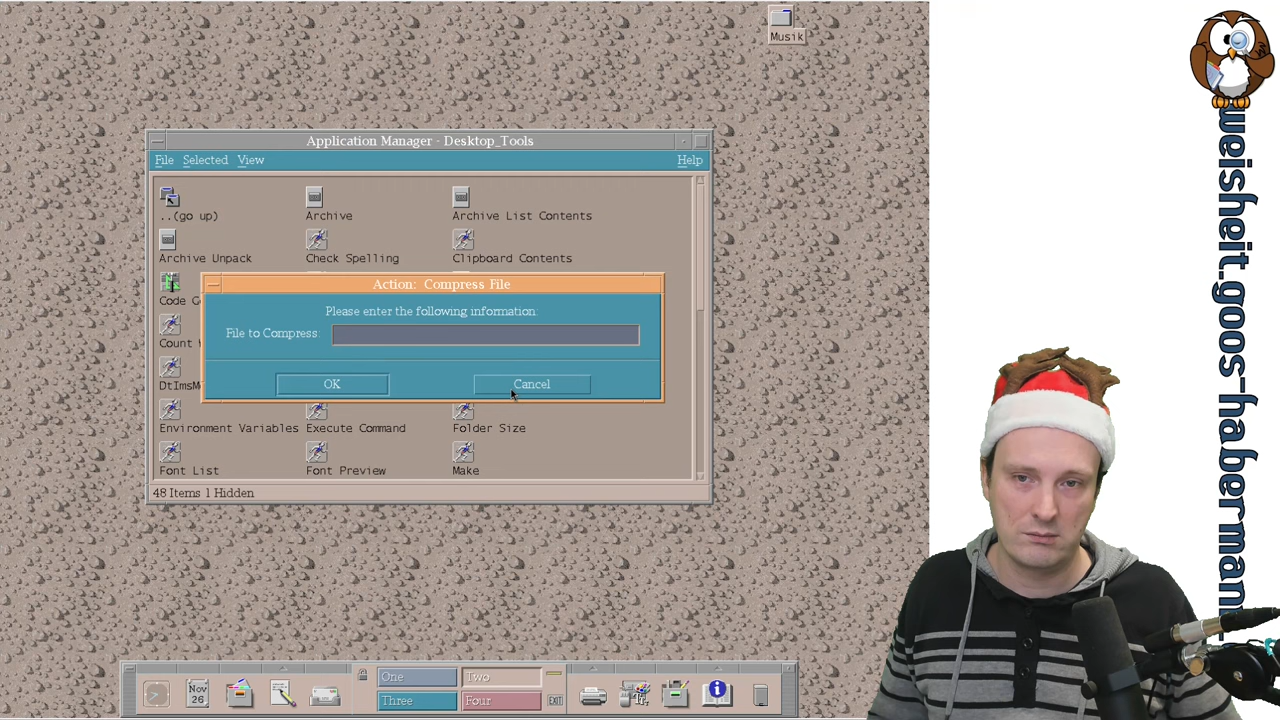 Musik
Application Manager - Desktop_Tools
File Selected View Help
..(go up) Archive Archive List Contents
Archive Unpack Check Spelling Clipboard Contents
Code
Action: Compress File
Please enter the following information:
File to Compress:
Count
OK Cancel
Environment Variables Execute Command Folder Size
Font List Font Preview Make
48 Items 1 Hidden
One Two
Nov
26
Three Four
EXIT
weisheit.goos-habermann.